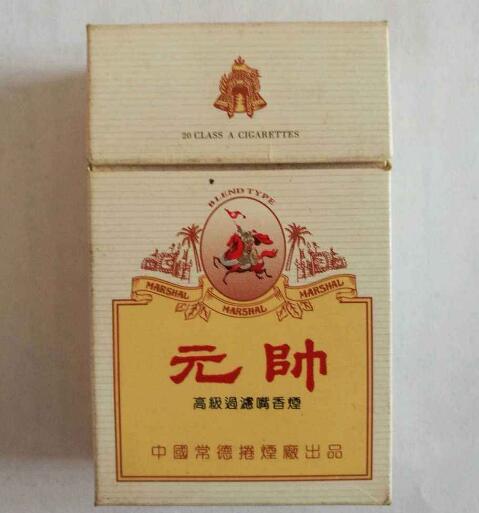 20 CLASS A CIGARETTES
BLEND TYPE
MARSHAL MARSHAL MARSHAL
元帥
高級過濾嘴香煙
中國常德捲煙廠出品